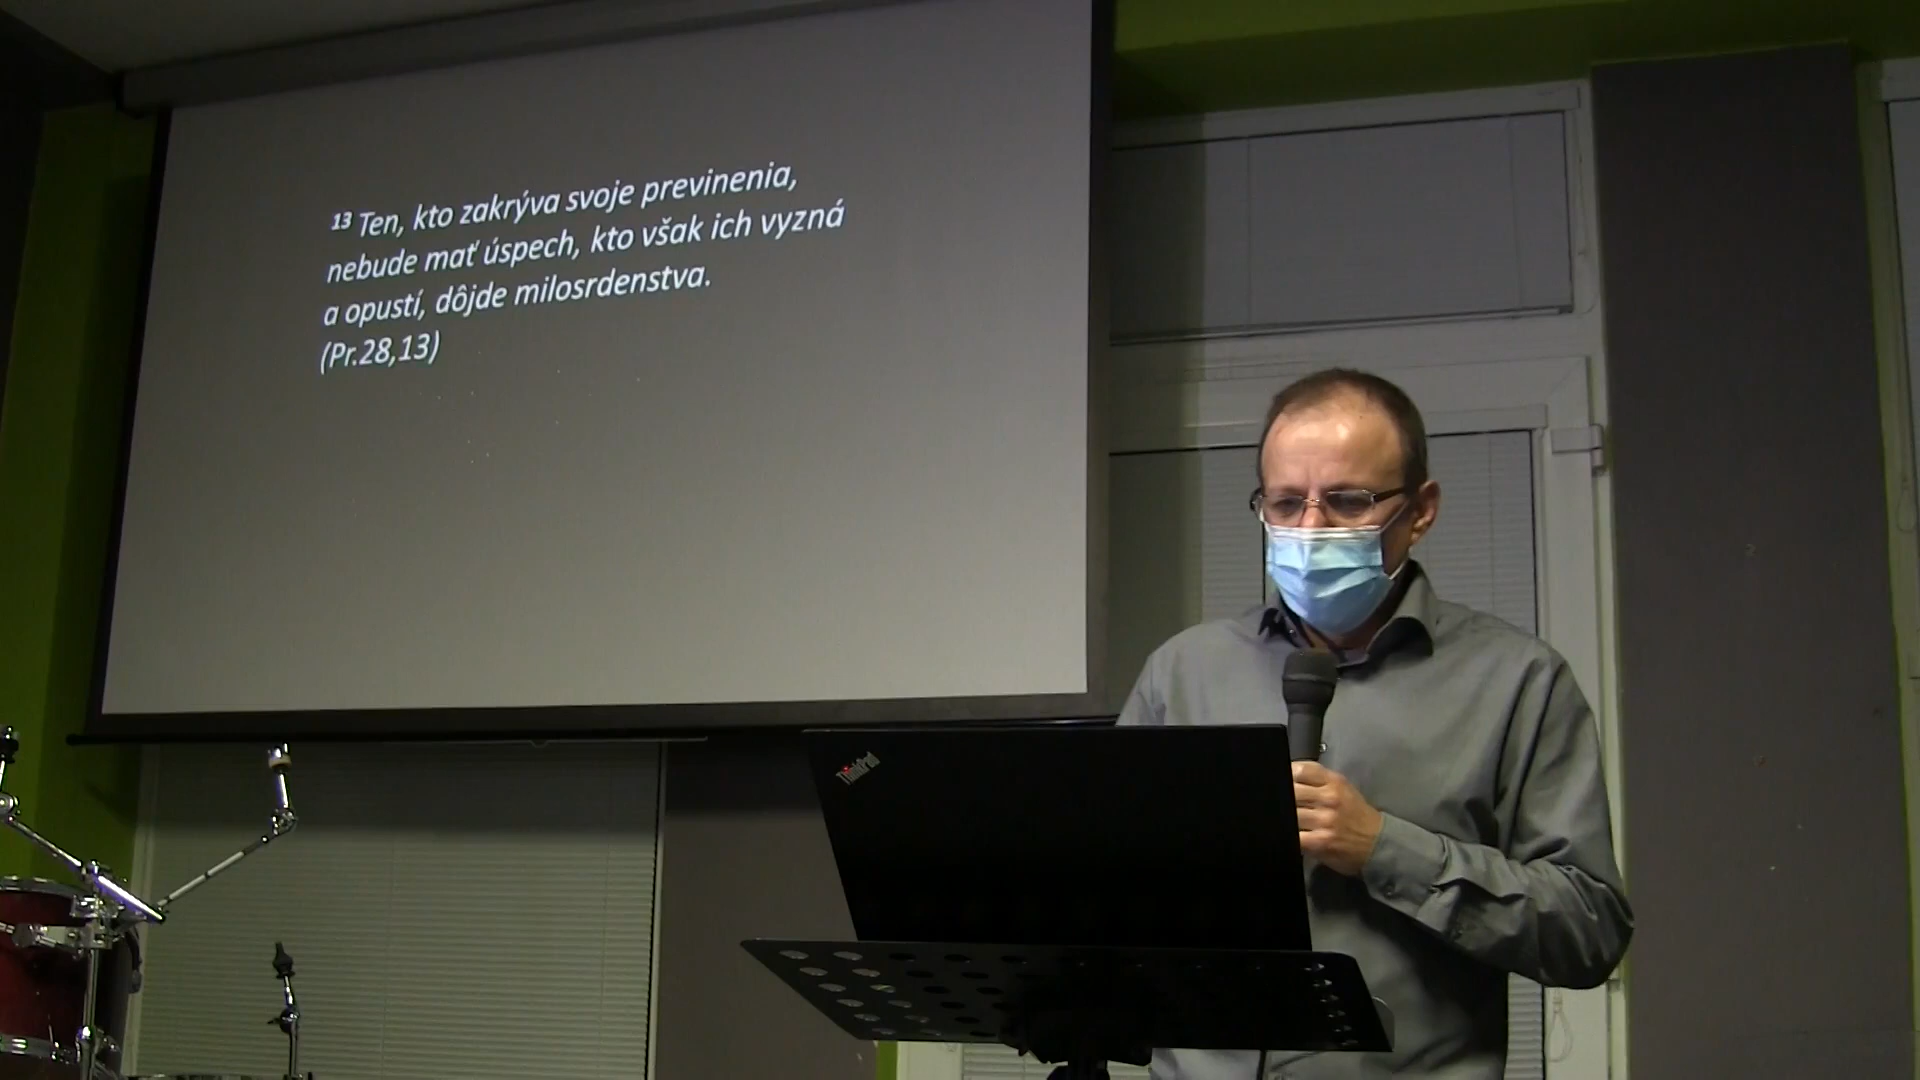 13 Ten, kto zakrýva svoje previnenia,
nebude mať úspech, kto však ich vyzná
a opustí, dôjde milosrdenstva.
(Pr.28,13)
ThinkPad